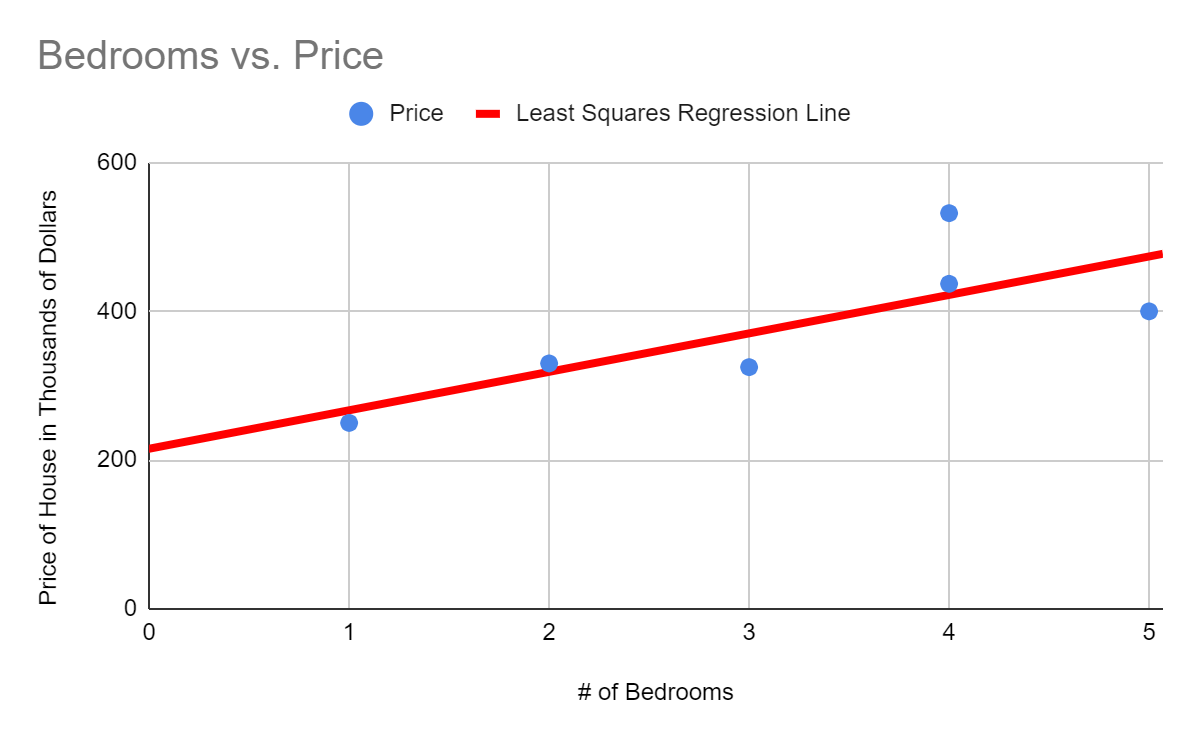 Bedrooms vs. Price
Price
Least Squares Regression Line
Price of House in Thousands of Dollars
600
400
200
0
0 1 2 3 4 5
# of Bedrooms